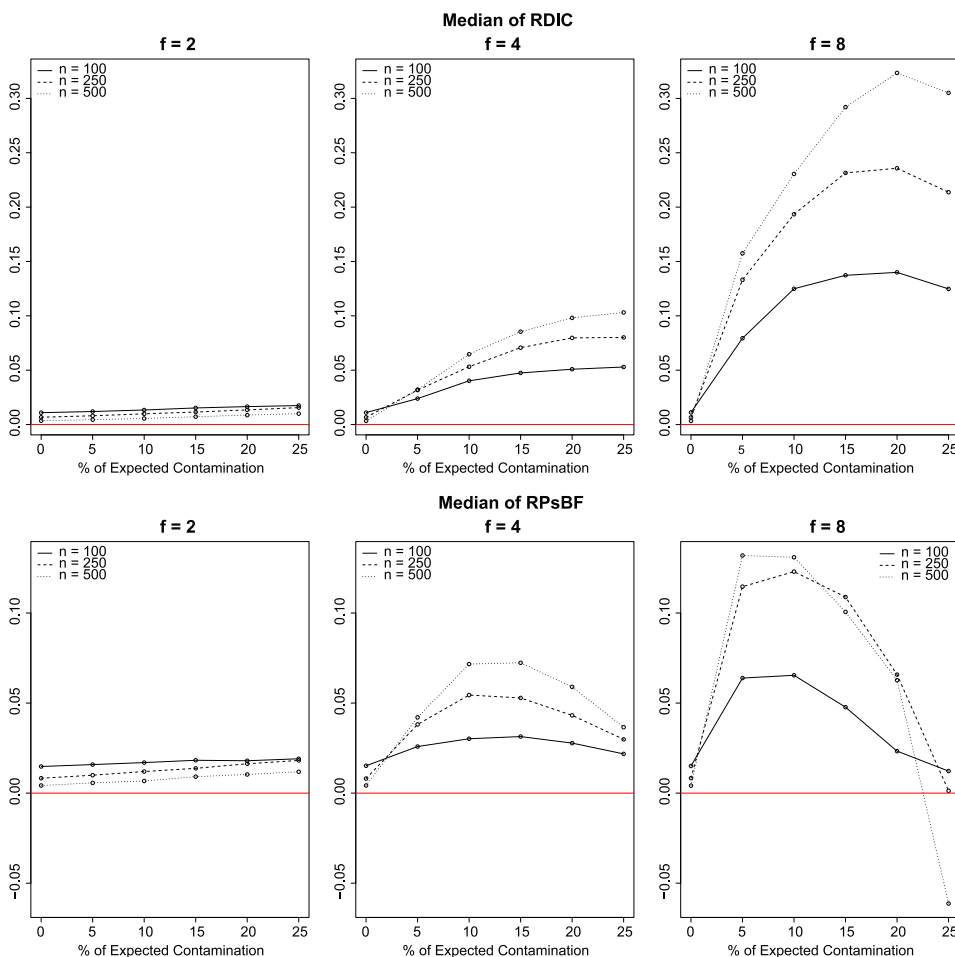 Median of RDIC
f = 2
f = 4
f = 8
n = 100
n = 250
n = 500
n = 100
n = 250
n = 500
n = 100
n = 250
n = 500
0.30
0.25
0.20
0.15
0.10
0.05
0.00
0.30
0.25
0.20
0.15
0.10
0.05
0.00
0.30
0.25
0.20
0.15
0.10
0.05
0.00
0 5 10 15 20 25
0 5 10 15 20 25
0 5 10 15 20 25
% of Expected Contamination
% of Expected Contamination
% of Expected Contamination
Median of RPsBF
f = 2
f = 4
f = 8
n = 100
n = 250
n = 500
n = 100
n = 250
n = 500
n = 100
n = 250
n = 500
0.10
0.05
0.00
−0.05
0.10
0.05
0.00
−0.05
0.10
0.05
0.00
−0.05
0 5 10 15 20 25
0 5 10 15 20 25
0 5 10 15 20 25
% of Expected Contamination
% of Expected Contamination
% of Expected Contamination